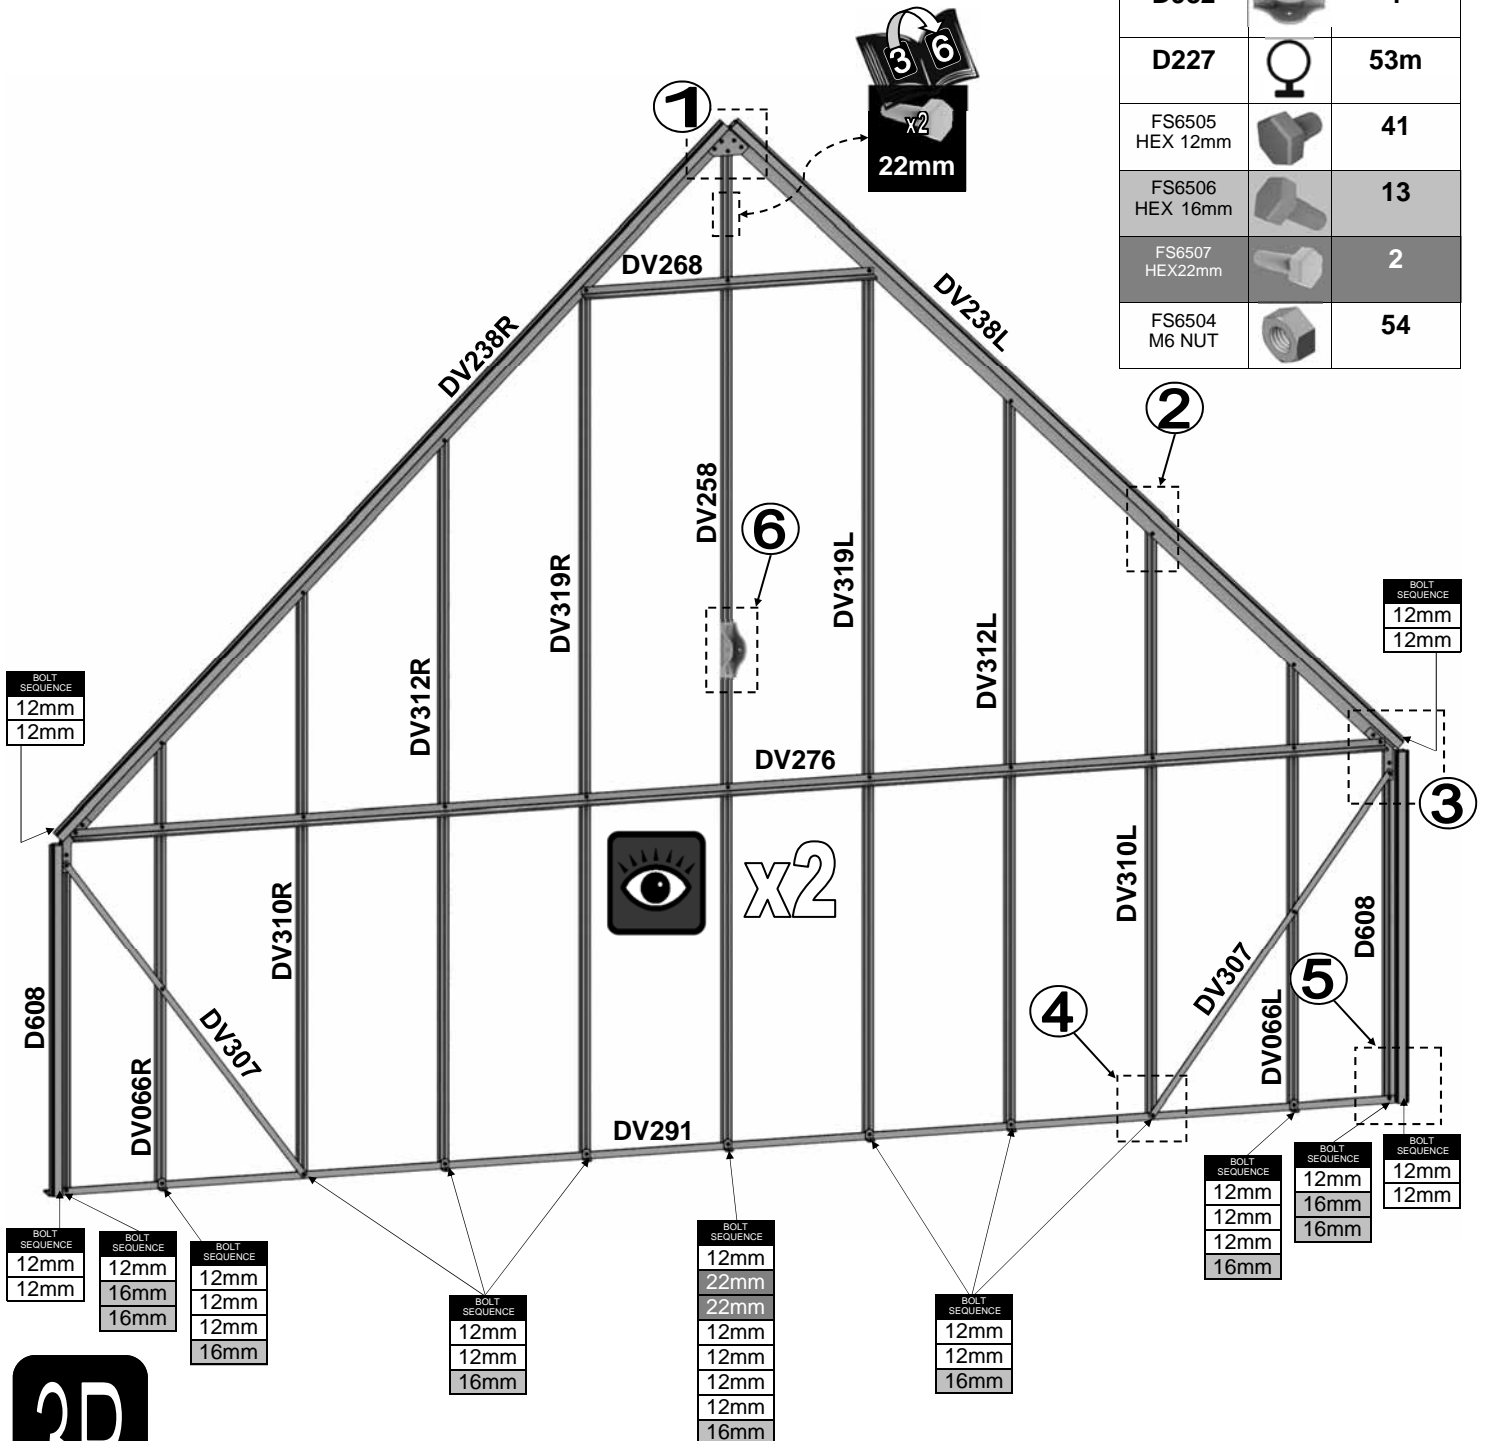 3 6
x2
22mm
D227 53m
FS6505
HEX 12mm
41
FS6506
HEX 16mm
13
FS6507
HEX22mm
2
FS6504
M6 NUT
54
1
DV268
DV238R
DV238L
2
DV258
6
DV319R
DV319L
DV312R
DV312L
BOLT
SEQUENCE
12mm
12mm
BOLT
SEQUENCE
12mm
12mm
DV276
3
x2
DV310R
DV310L
D608
D608
DV307
DV307
DV066R
DV066L
4
5
DV291
BOLT
SEQUENCE
12mm
12mm
BOLT
SEQUENCE
12mm
16mm
16mm
BOLT
SEQUENCE
12mm
12mm
12mm
16mm
BOLT
SEQUENCE
12mm
12mm
16mm
BOLT
SEQUENCE
12mm
22mm
22mm
12mm
12mm
12mm
12mm
16mm
BOLT
SEQUENCE
12mm
12mm
16mm
BOLT
SEQUENCE
12mm
12mm
12mm
16mm
BOLT
SEQUENCE
12mm
16mm
16mm
BOLT
SEQUENCE
12mm
12mm